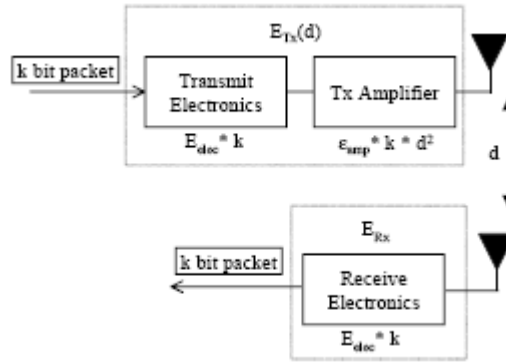 E_Tx(d)
k bit packet
Transmit
Electronics
Tx Amplifier
E_elec* k
ε_amp* k * d²
d
E_Rx
k bit packet
Receive
Electronics
E_elec* k